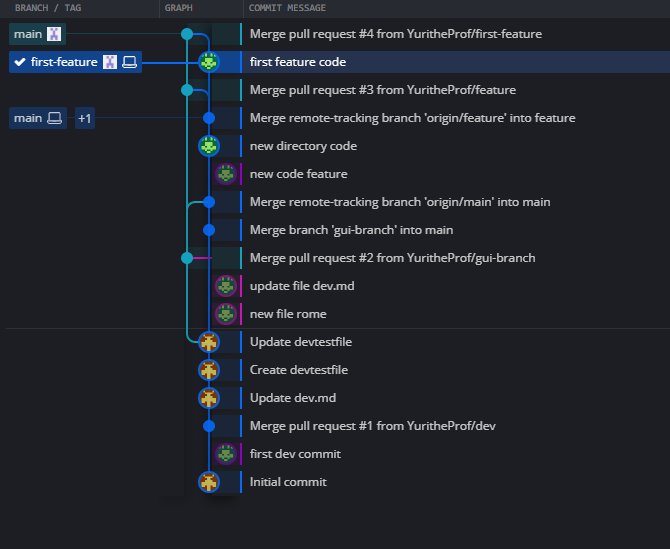 BRANCH / TAG GRAPH COMMIT MESSAGE
main Merge pull request #4 from YuritheProf/first-feature
first-feature first feature code
Merge pull request #3 from YuritheProf/feature
main +1 Merge remote-tracking branch 'origin/feature' into feature
new directory code
new code feature
Merge remote-tracking branch 'origin/main' into main
Merge branch 'gui-branch' into main
Merge pull request #2 from YuritheProf/gui-branch
update file dev.md
new file rome
Update devtestfile
Create devtestfile
Update dev.md
Merge pull request #1 from YuritheProf/dev
first dev commit
Initial commit